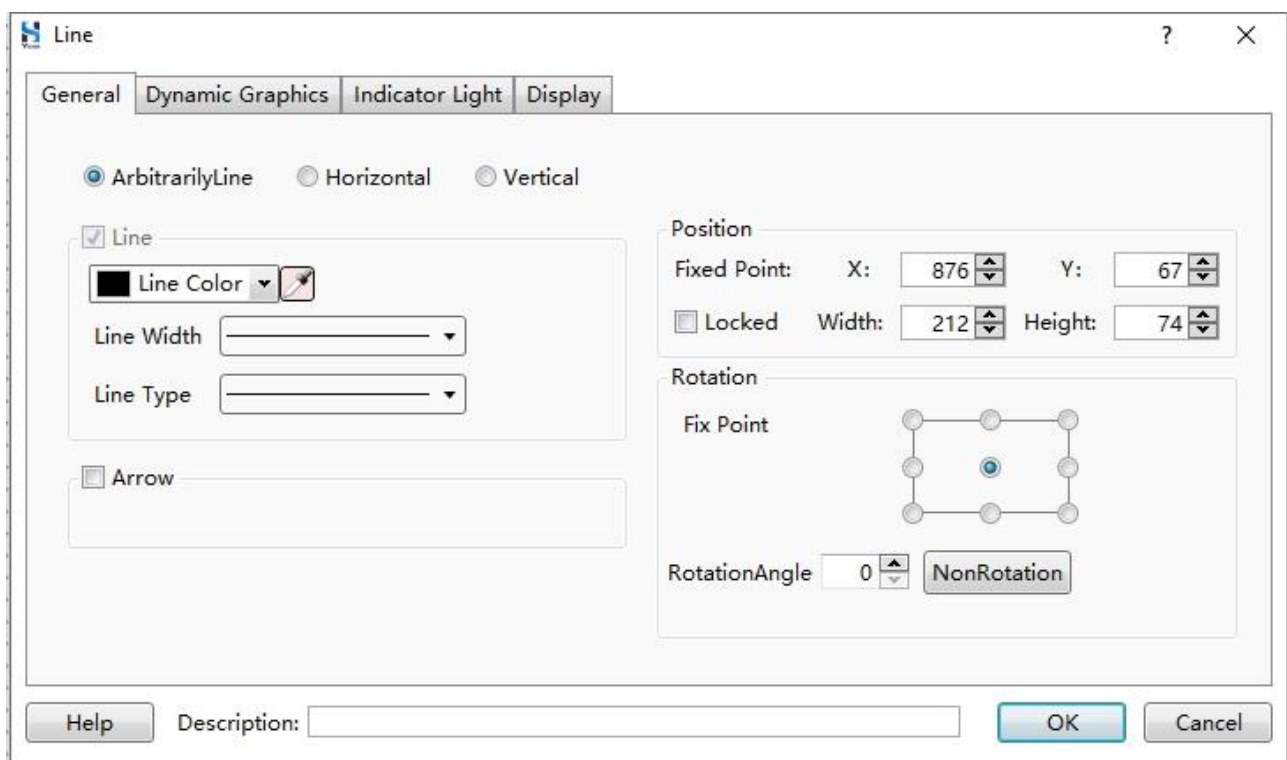 Line
?
General Dynamic Graphics Indicator Light Display
ArbitrarilyLine Horizontal Vertical
Line
Line Color
Line Width
Line Type
Arrow
Position
Fixed Point: X: 876 Y: 67
Locked Width: 212 Height: 74
Rotation
Fix Point
RotationAngle 0 NonRotation
Help Description: OK Cancel